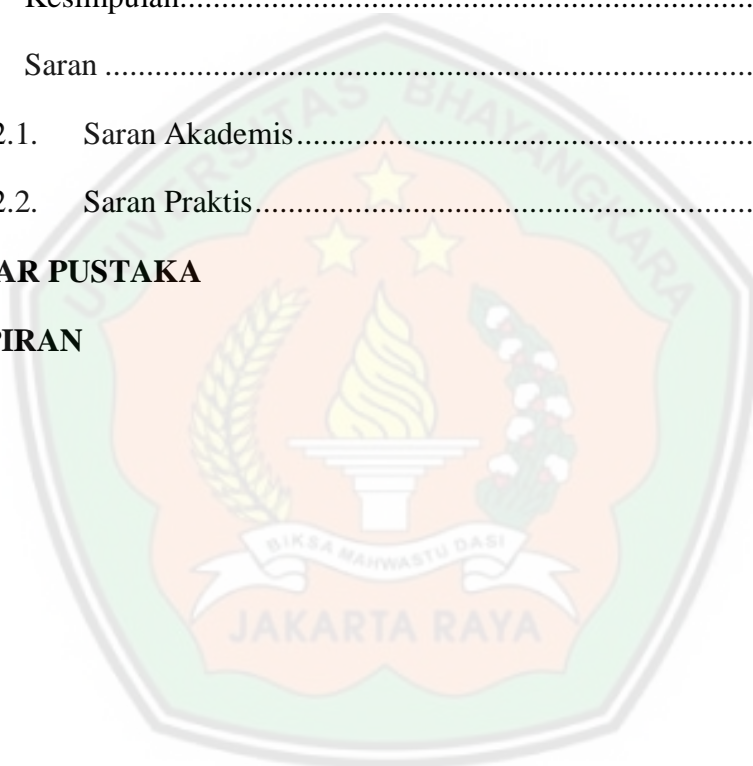 Kesimpulan..........................................................................
Saran ...................................................................................
2.1. Saran Akademis..........................................................
2.2. Saran Praktis...............................................................
AR PUSTAKA
PIRAN
UNIVERSITAS BHAYANGKARA
BIKSA MAHWASTU DASI
JAKARTA RAYA